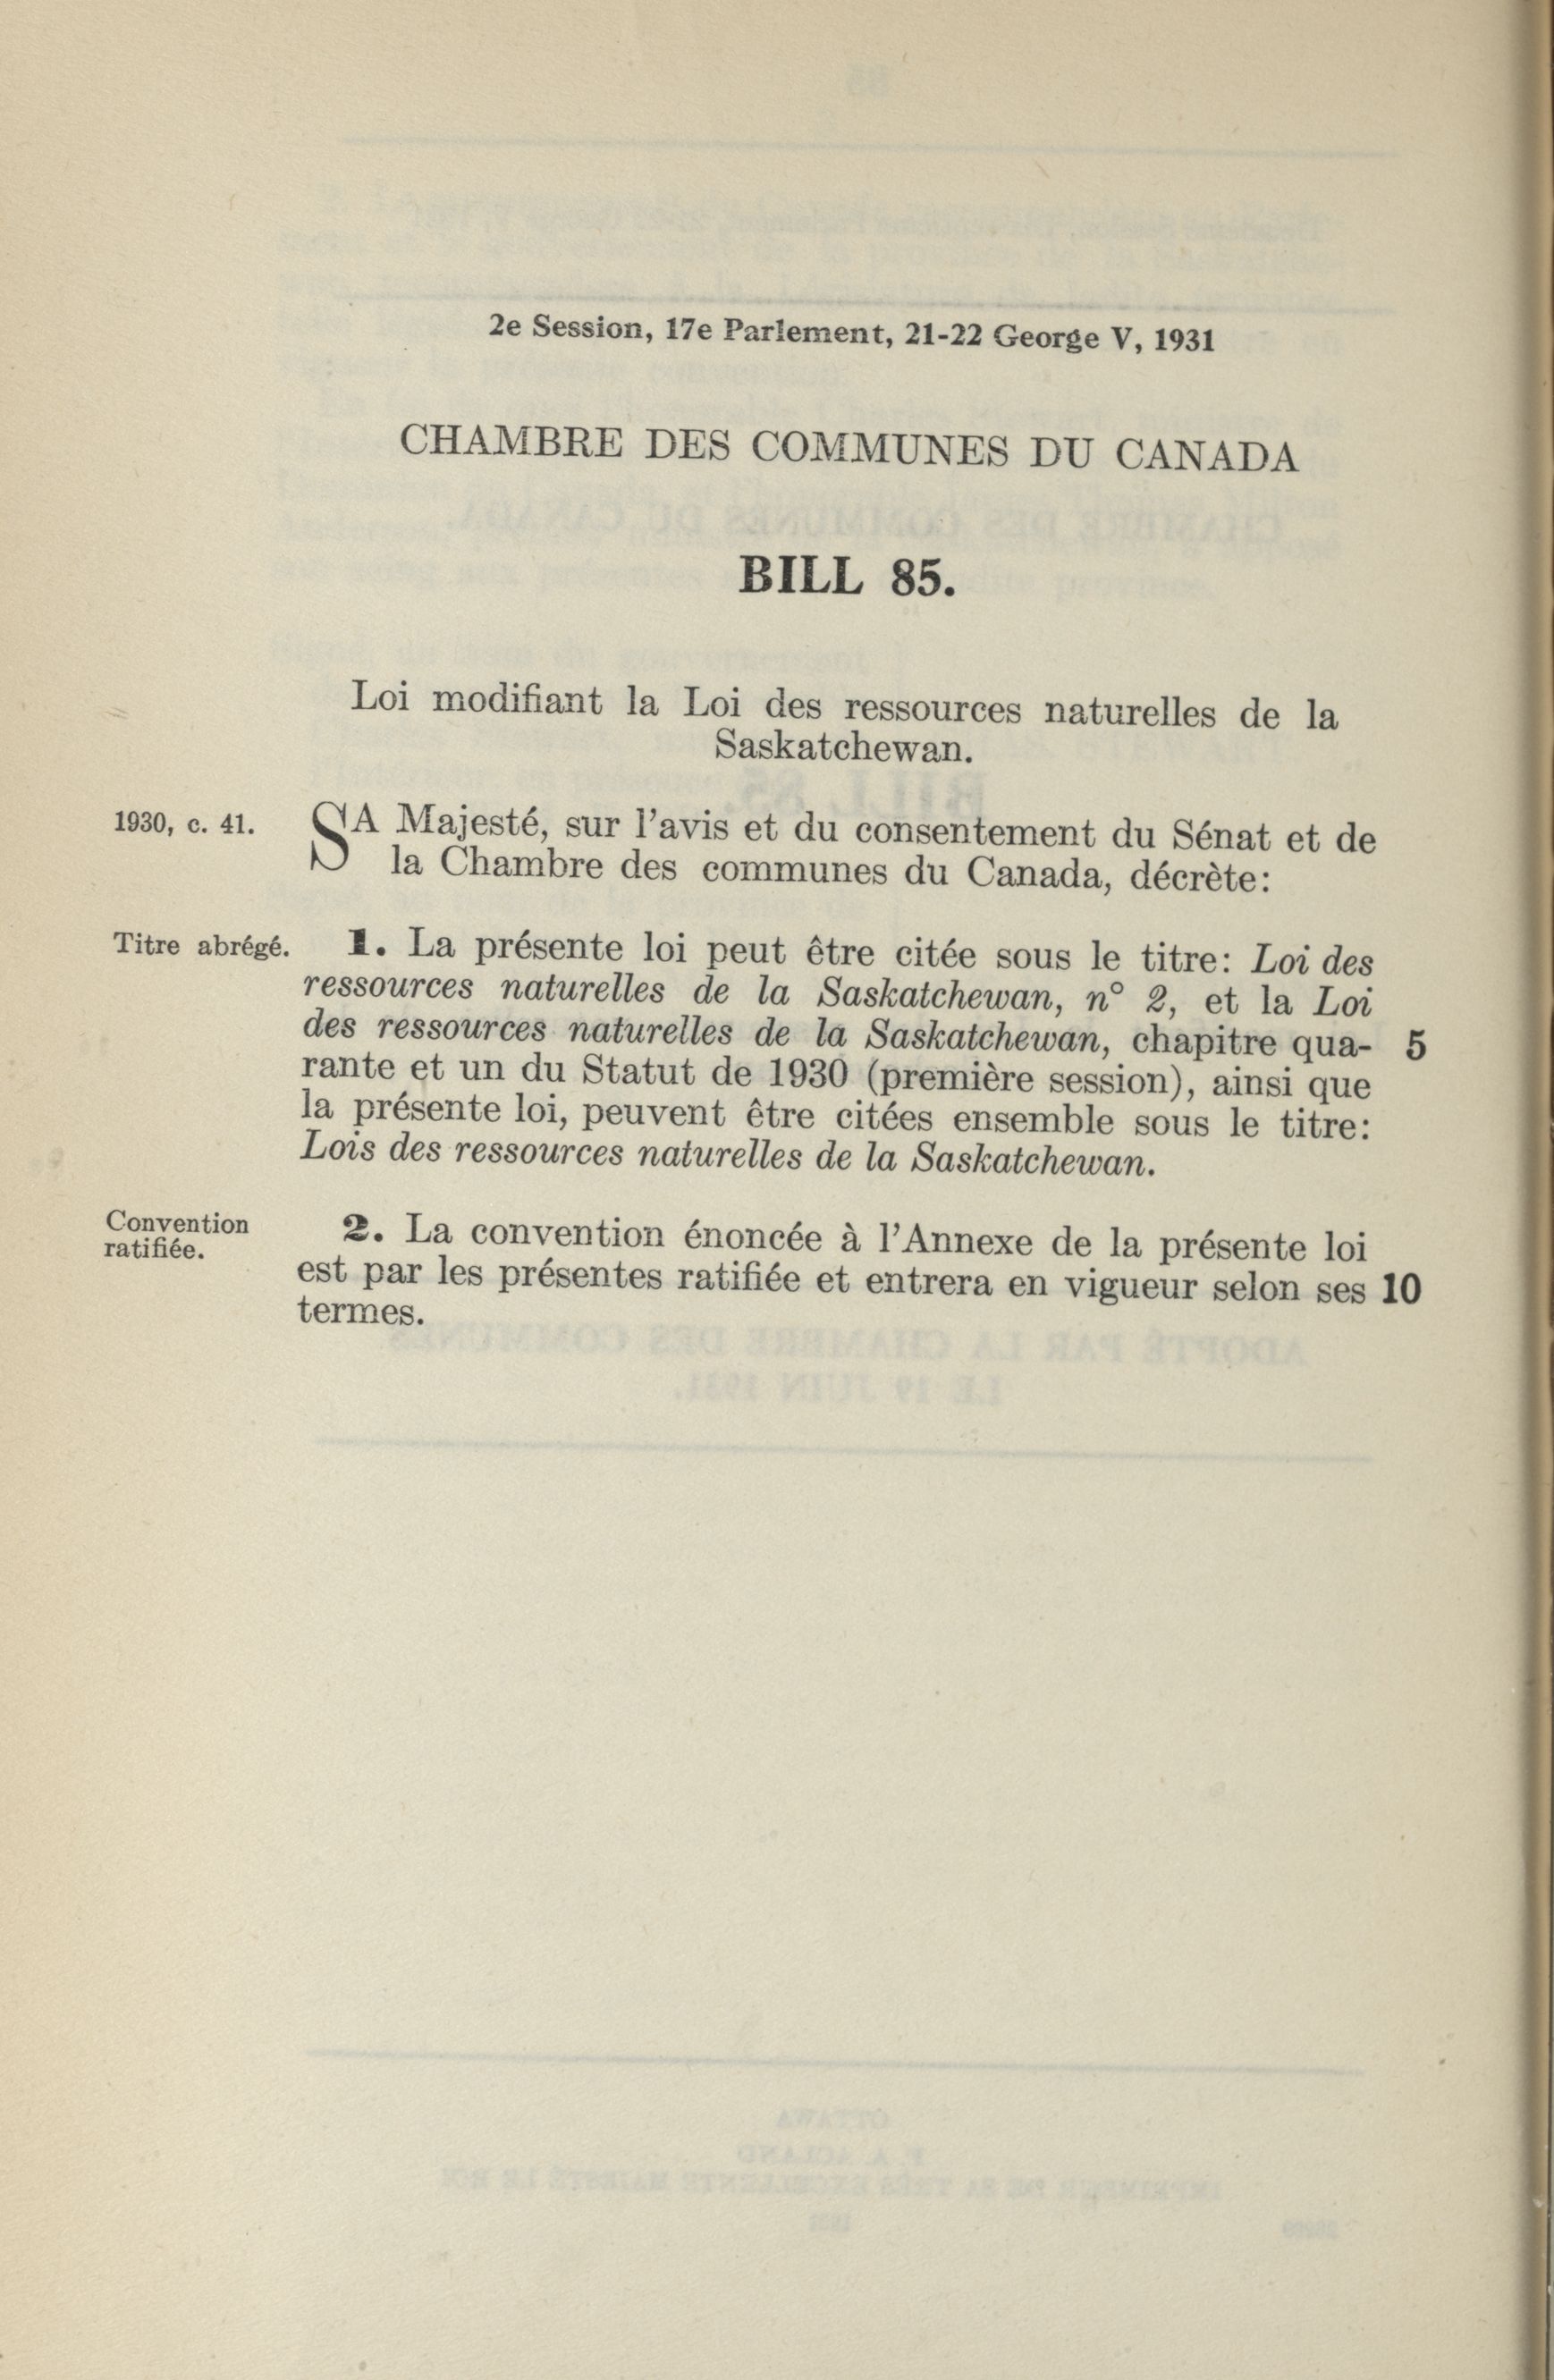 2e Session, 17e Parlement, 21-22 George V, 1931
CHAMBRE DES COMMUNES DU CANADA
BILL 85.
Loi modifiant la Loi des ressources naturelles de la
Saskatchewan.
1930, c. 41.
SA Majesté, sur l'avis et du consentement du Sénat et de
la Chambre des communes du Canada, décrète:
Titre abrégé.
1. La présente loi peut être citée sous le titre: Loi des
ressources naturelles de la Saskatchewan, n° 2, et la Loi
des ressources naturelles de la Saskatchewan, chapitre qua- 5
rante et un du Statut de 1930 (première session), ainsi que
la présente loi, peuvent être citées ensemble sous le titre:
Lois des ressources naturelles de la Saskatchewan.
Convention
ratifiée.
2. La convention énoncée à l'Annexe de la présente loi
est par les présentes ratifiée et entrera en vigueur selon ses 10
termes.